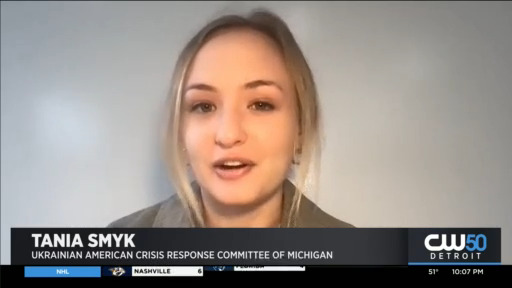 TANIA SMYK
UKRAINIAN AMERICAN CRISIS RESPONSE COMMITTEE OF MICHIGAN
CW50
DETROIT
NHL
NASHVILLE 6
51° 10:07 PM